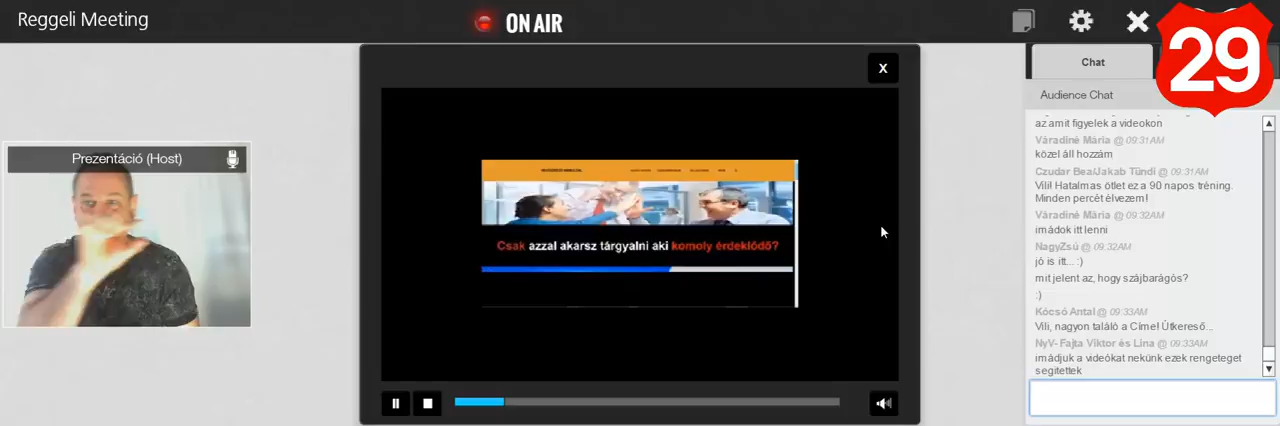 Reggeli Meeting
ON AIR
29
X
Chat
Audience Chat
Prezentáció (Host)
az amit figyelek a videokon
Váradiné Mária @ 09:31AM
közel áll hozzám
Czudar Bea/Jakab Tündi @ 09:31AM
Vili! Hatalmas ötlet ez a 90 napos tréning.
Minden percét élvezem!
Váradiné Mária @ 09:32AM
imádok itt lenni
NagyZsú @ 09:32AM
jó is itt... :)
mit jelent az, hogy szájbarágós?
:)
Kócsó Antal @ 09:33AM
Vili, nagyon találó a Címe! Útkereső...
NyV- Fajta Viktor és Lina @ 09:33AM
imádjuk a videókat nekünk ezek rengeteget
segitettek
Csak azzal akarsz tárgyalni aki komoly érdeklődő?